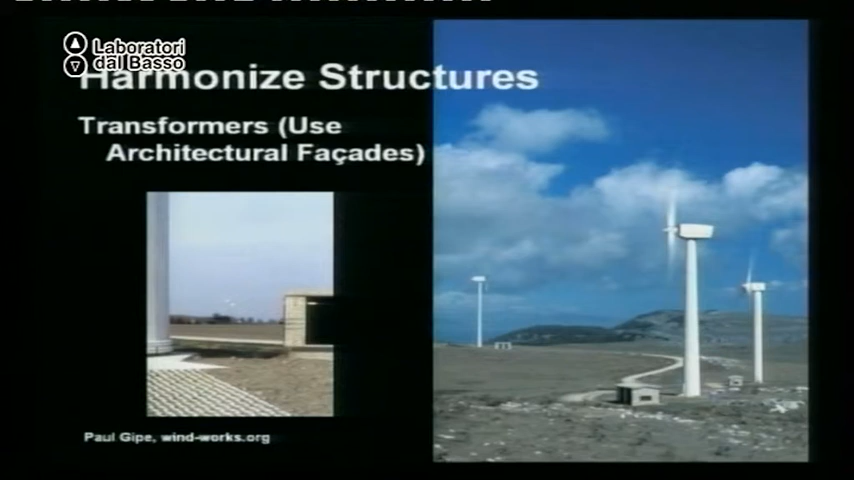 Laboratori
dal Basso
Harmonize Structures
Transformers (Use
Architectural Façades)
Paul Gipe, wind-works.org